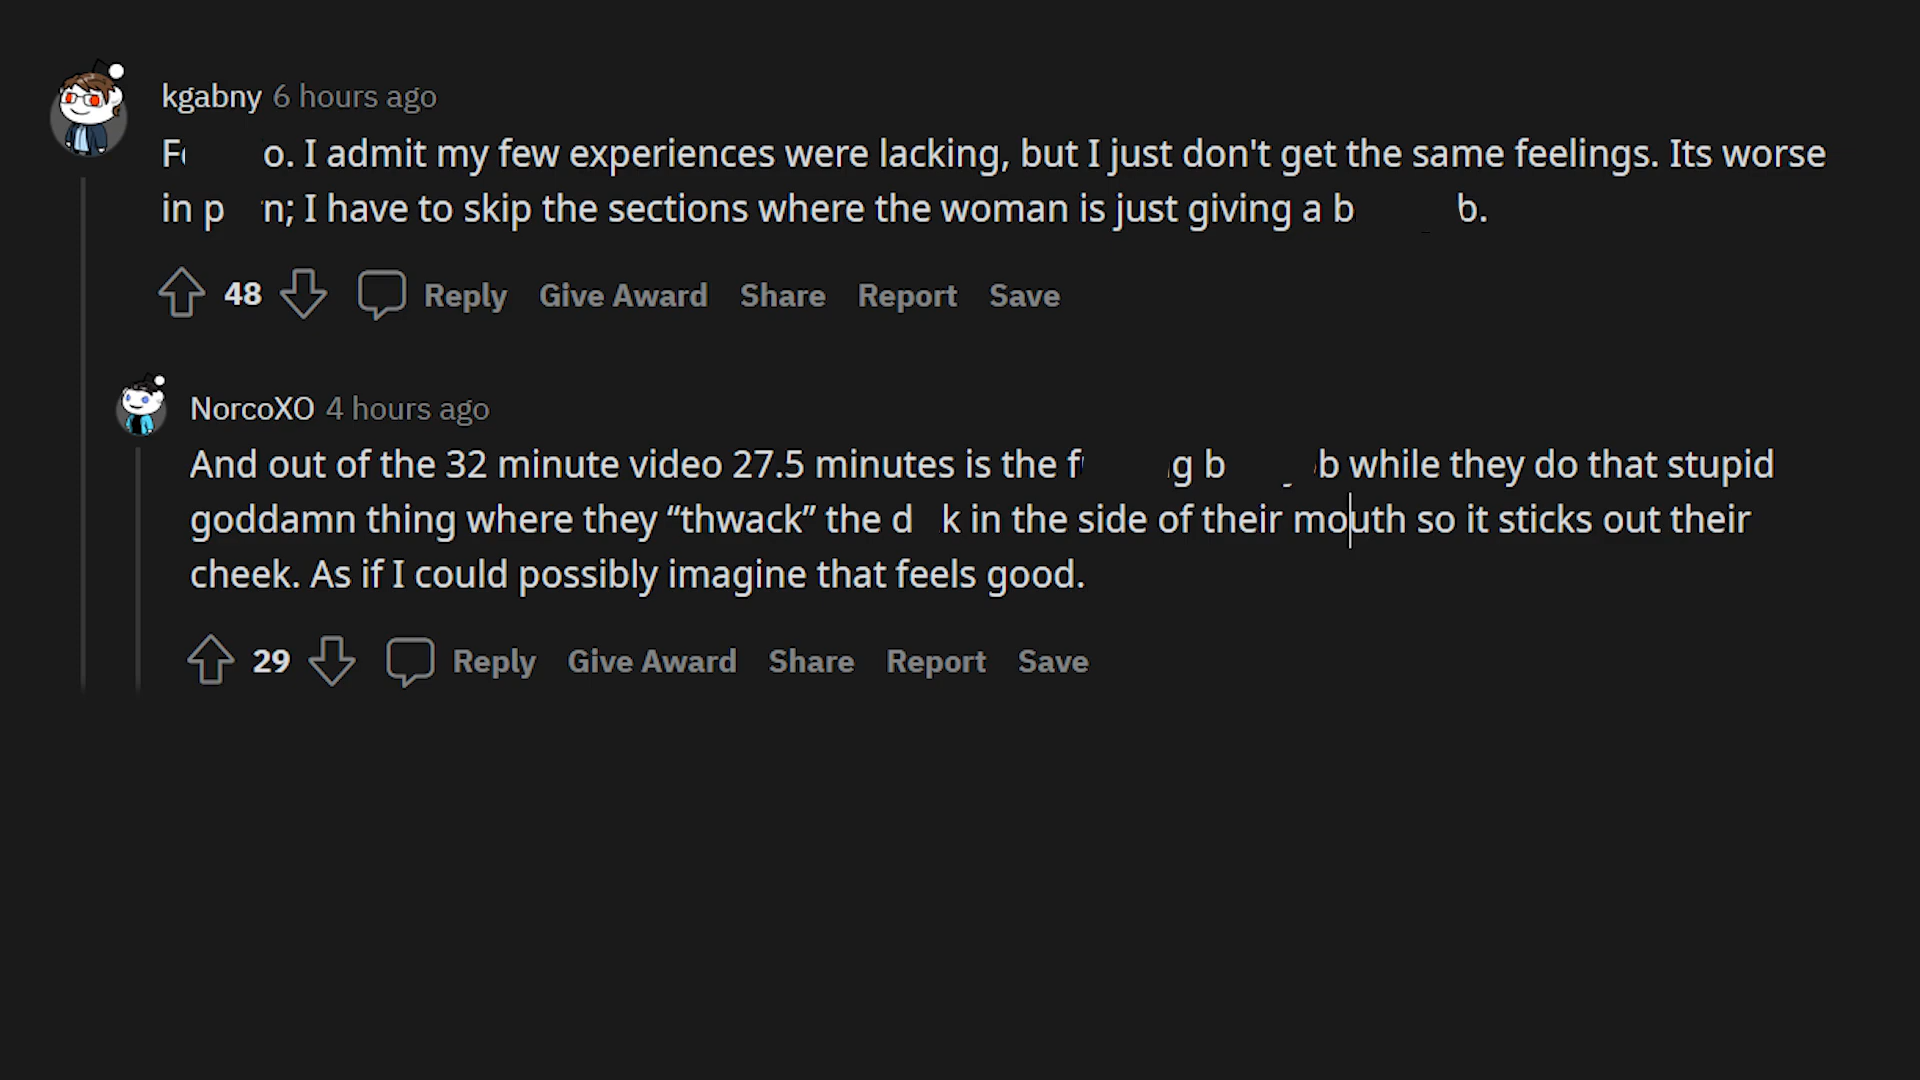 kgabny 6 hours ago
o. I admit my few experiences were lacking, but I just don't get the same feelings. Its worse
in p n; I have to skip the sections where the woman is just giving a b b.
48 Reply Give Award Share Report Save
NorcoXO 4 hours ago
And out of the 32 minute video 27.5 minutes is the f g b b while they do that stupid
goddamn thing where they “thwack” the d k in the side of their mouth so it sticks out their
cheek. As if I could possibly imagine that feels good.
29 Reply Give Award Share Report Save